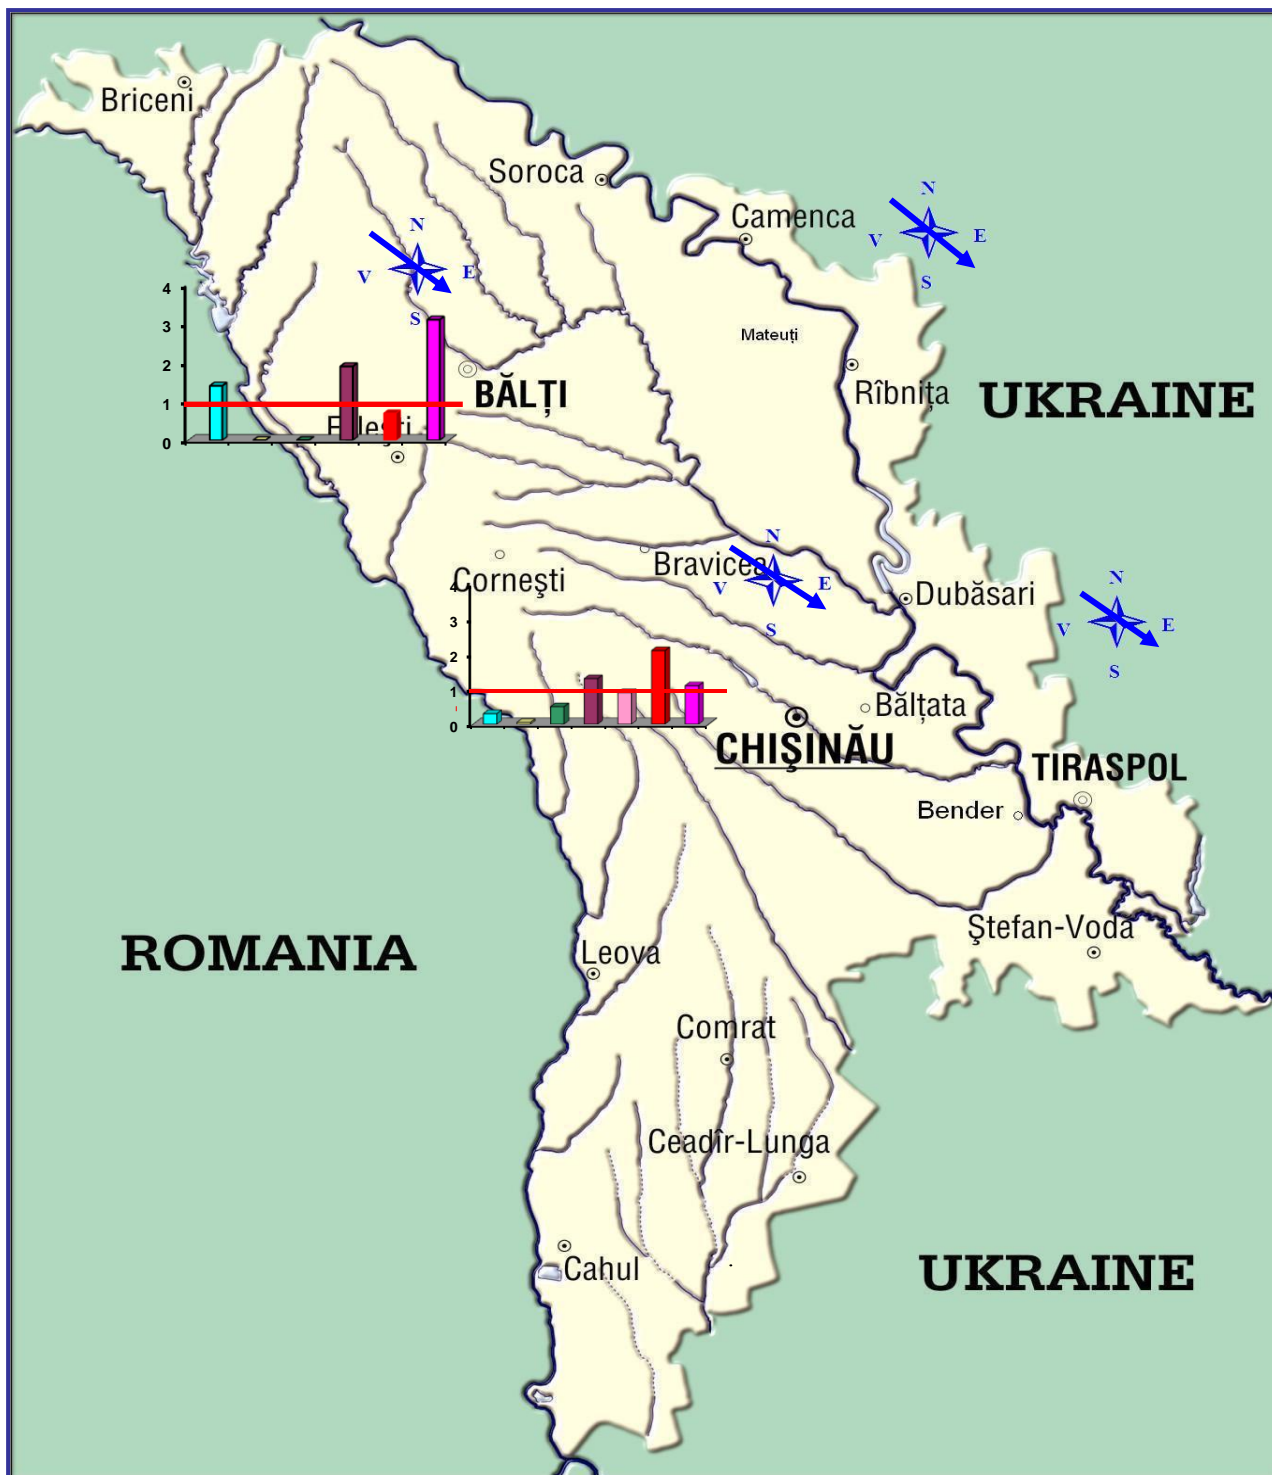 Briceni
Soroca
Camenca
N
V
E
S
N
V
E
S
Mateuți
Rîbnița
UKRAINE
BĂLȚI
4
3
2
1
0
Fălești
Cornești
Bravicea
N
V
E
S
Dubăsari
N
V
E
S
4
3
2
1
0
Bălțata
CHIŞINĂU
TIRASPOL
Bender
Ştefan-Vodă
ROMANIA
Leova
Comrat
Ceadîr-Lunga
Cahul
UKRAINE